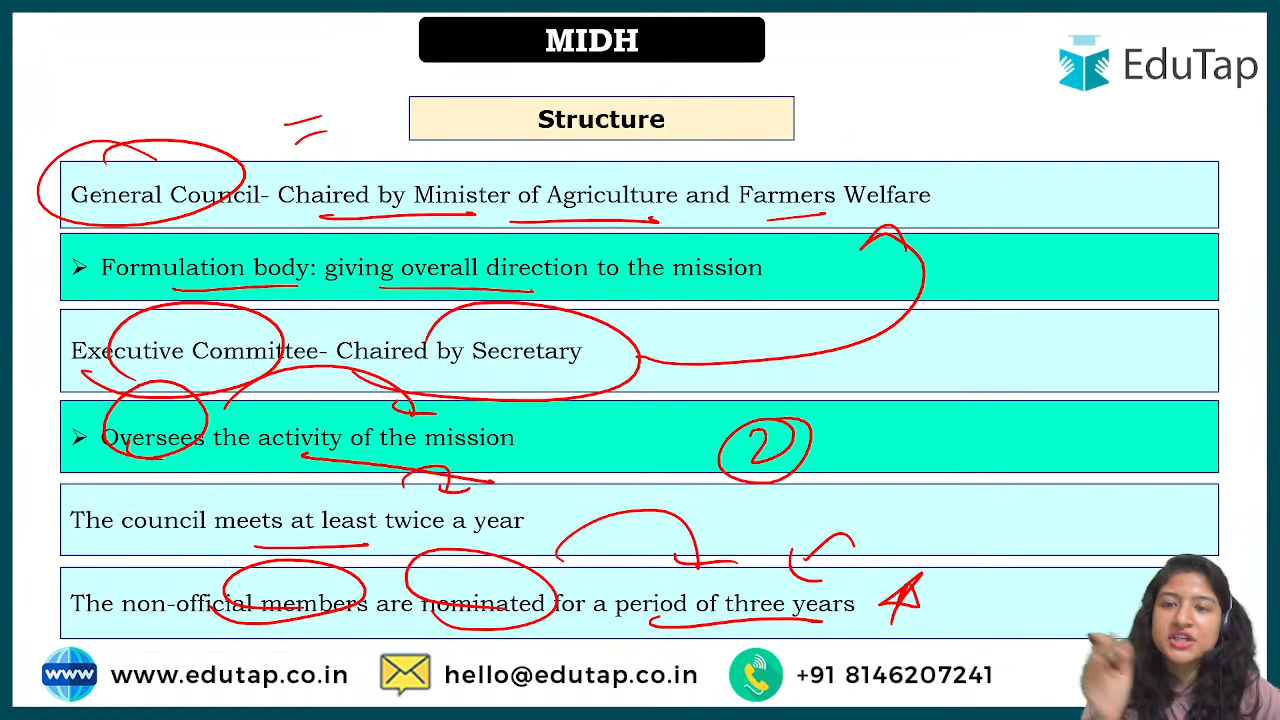 MIDH
EduTap
Structure
General Council- Chaired by Minister of Agriculture and Farmers Welfare
➢ Formulation body: giving overall direction to the mission
Executive Committee- Chaired by Secretary
➢ Oversees the activity of the mission
2
The council meets at least twice a year
The non-official members are nominated for a period of three years
www www.edutap.co.in hello@edutap.co.in +91 8146207241